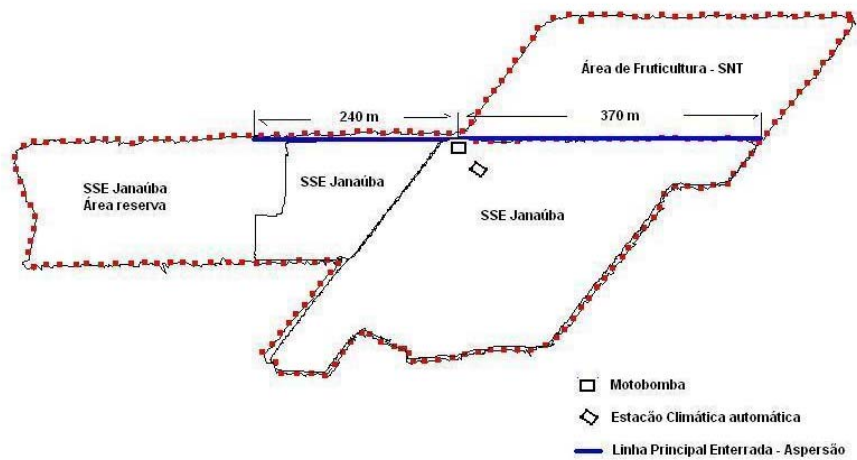 Área de Fruticultura - SNT
240 m
370 m
SSE Janaúba
Área reserva
SSE Janaúba
SSE Janaúba
Motobomba
Estacão Climática automática
Linha Principal Enterrada - Aspersão